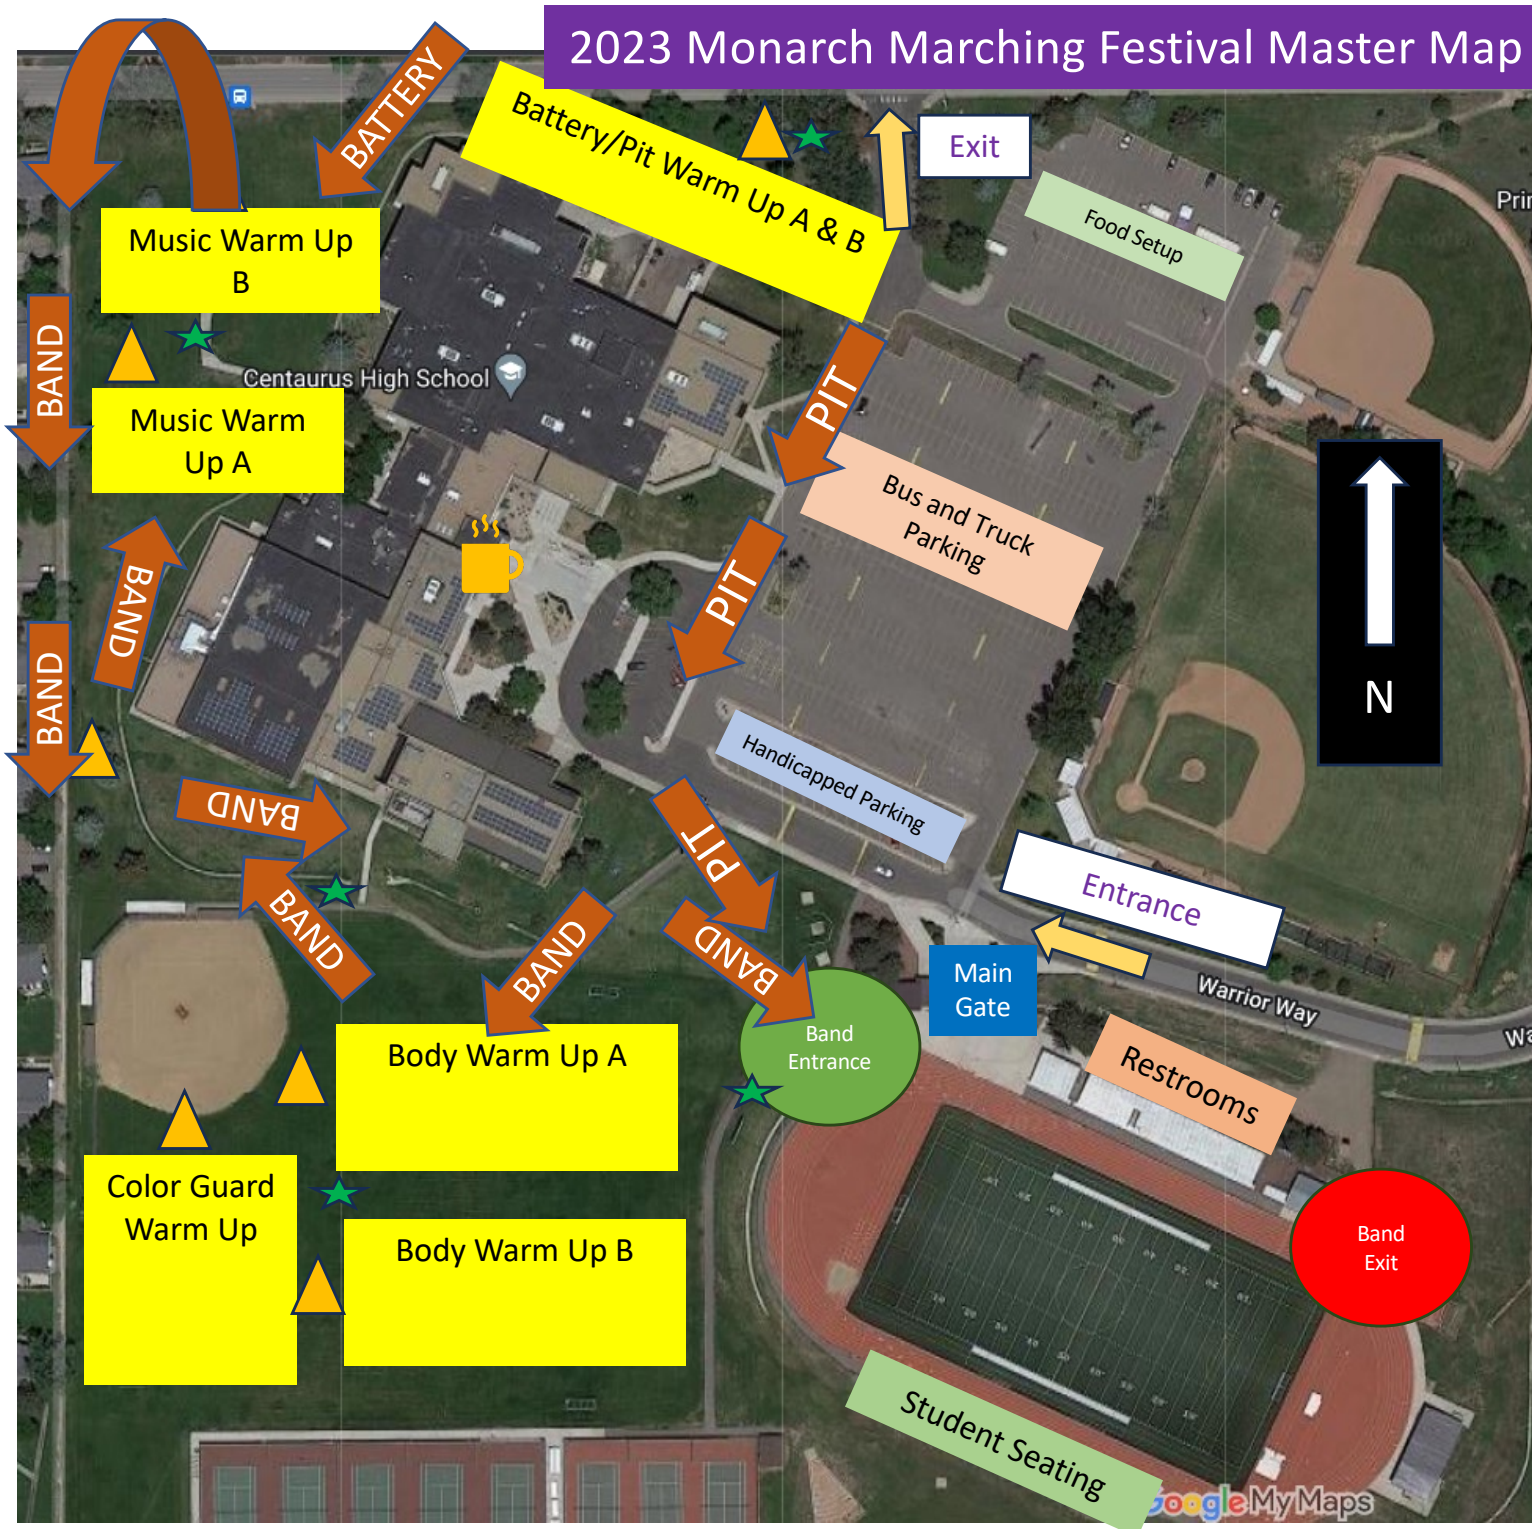 2023 Monarch Marching Festival Master Map
BATTERY
Battery/Pit Warm Up A & B
Exit
Food Setup
Prin
Music Warm Up
B
BAND
Centaurus High School
Music Warm
Up A
PIT
Bus and Truck
Parking
BAND
PIT
N
BAND
Handicapped Parking
BAND
PIT
Entrance
BAND
BAND
BAND
Main
Gate
Warrior Way
Wa
Band
Entrance
Body Warm Up A
Restrooms
Color Guard
Warm Up
Body Warm Up B
Band
Exit
Student Seating
Google My Maps